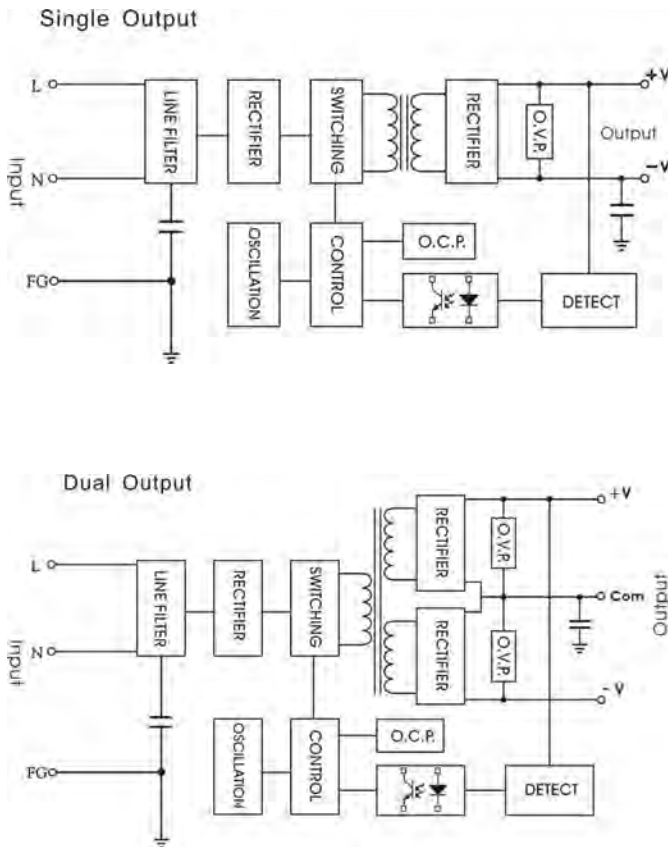 Single Output
L
LINE FILTER
RECTIFIER
SWITCHING
RECTIFIER
+V
O.V.P.
Output
-V
Input
N
OSCILLATION
CONTROL
O.C.P.
FG
DETECT
Dual Output
+V
RECTIFIER
O.V.P.
L
LINE FILTER
RECTIFIER
SWITCHING
Com
Output
Input
N
RECTIFIER
O.V.P.
-V
OSCILLATION
CONTROL
O.C.P.
FG
DETECT